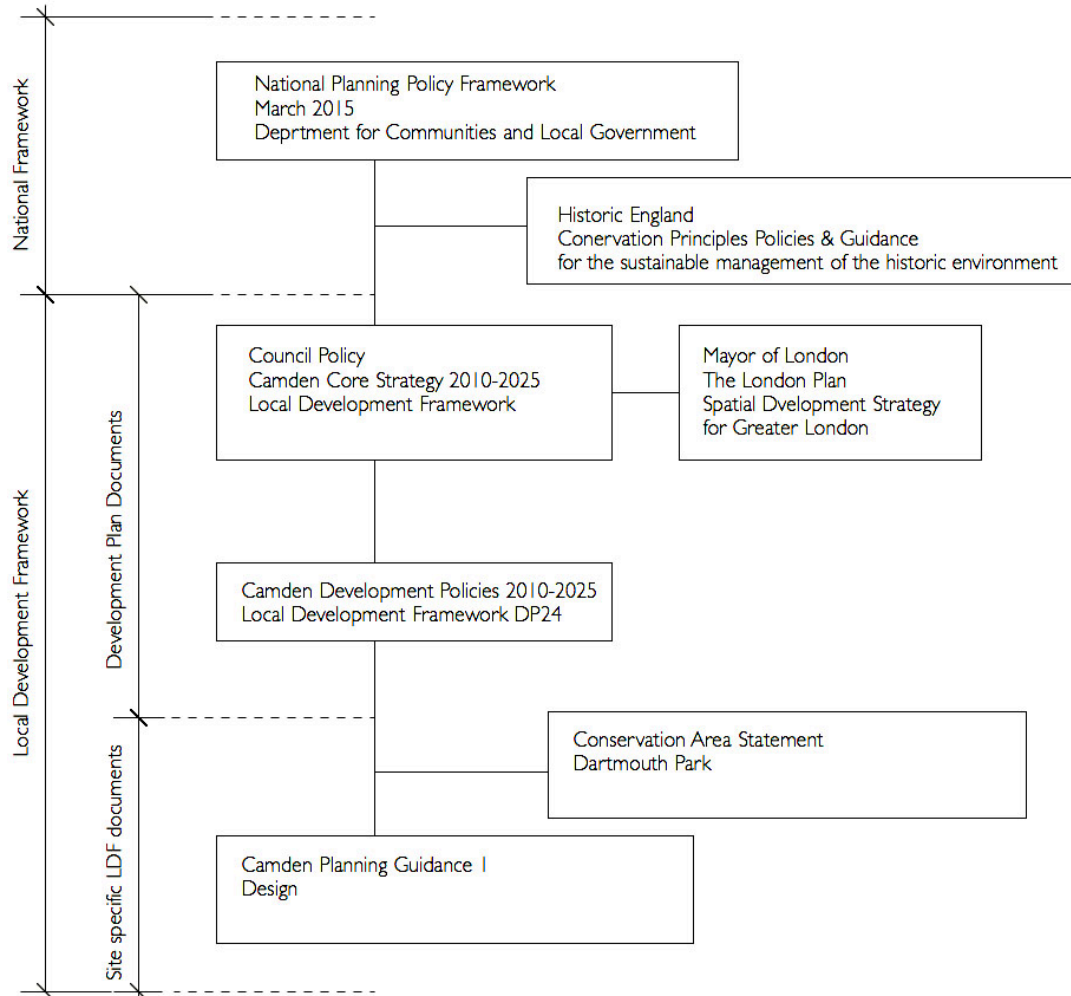 National Framework
National Planning Policy Framework
March 2015
Deprtment for Communities and Local Government
Historic England
Conervation Principles Policies & Guidance
for the sustainable management of the historic environment
Local Development Framework
Development Plan Documents
Council Policy
Camden Core Strategy 2010-2025
Local Development Framework
Mayor of London
The London Plan
Spatial Dvelopment Strategy
for Greater London
Camden Development Policies 2010-2025
Local Development Framework DP24
Site specific LDF documents
Conservation Area Statement
Dartmouth Park
Camden Planning Guidance 1
Design